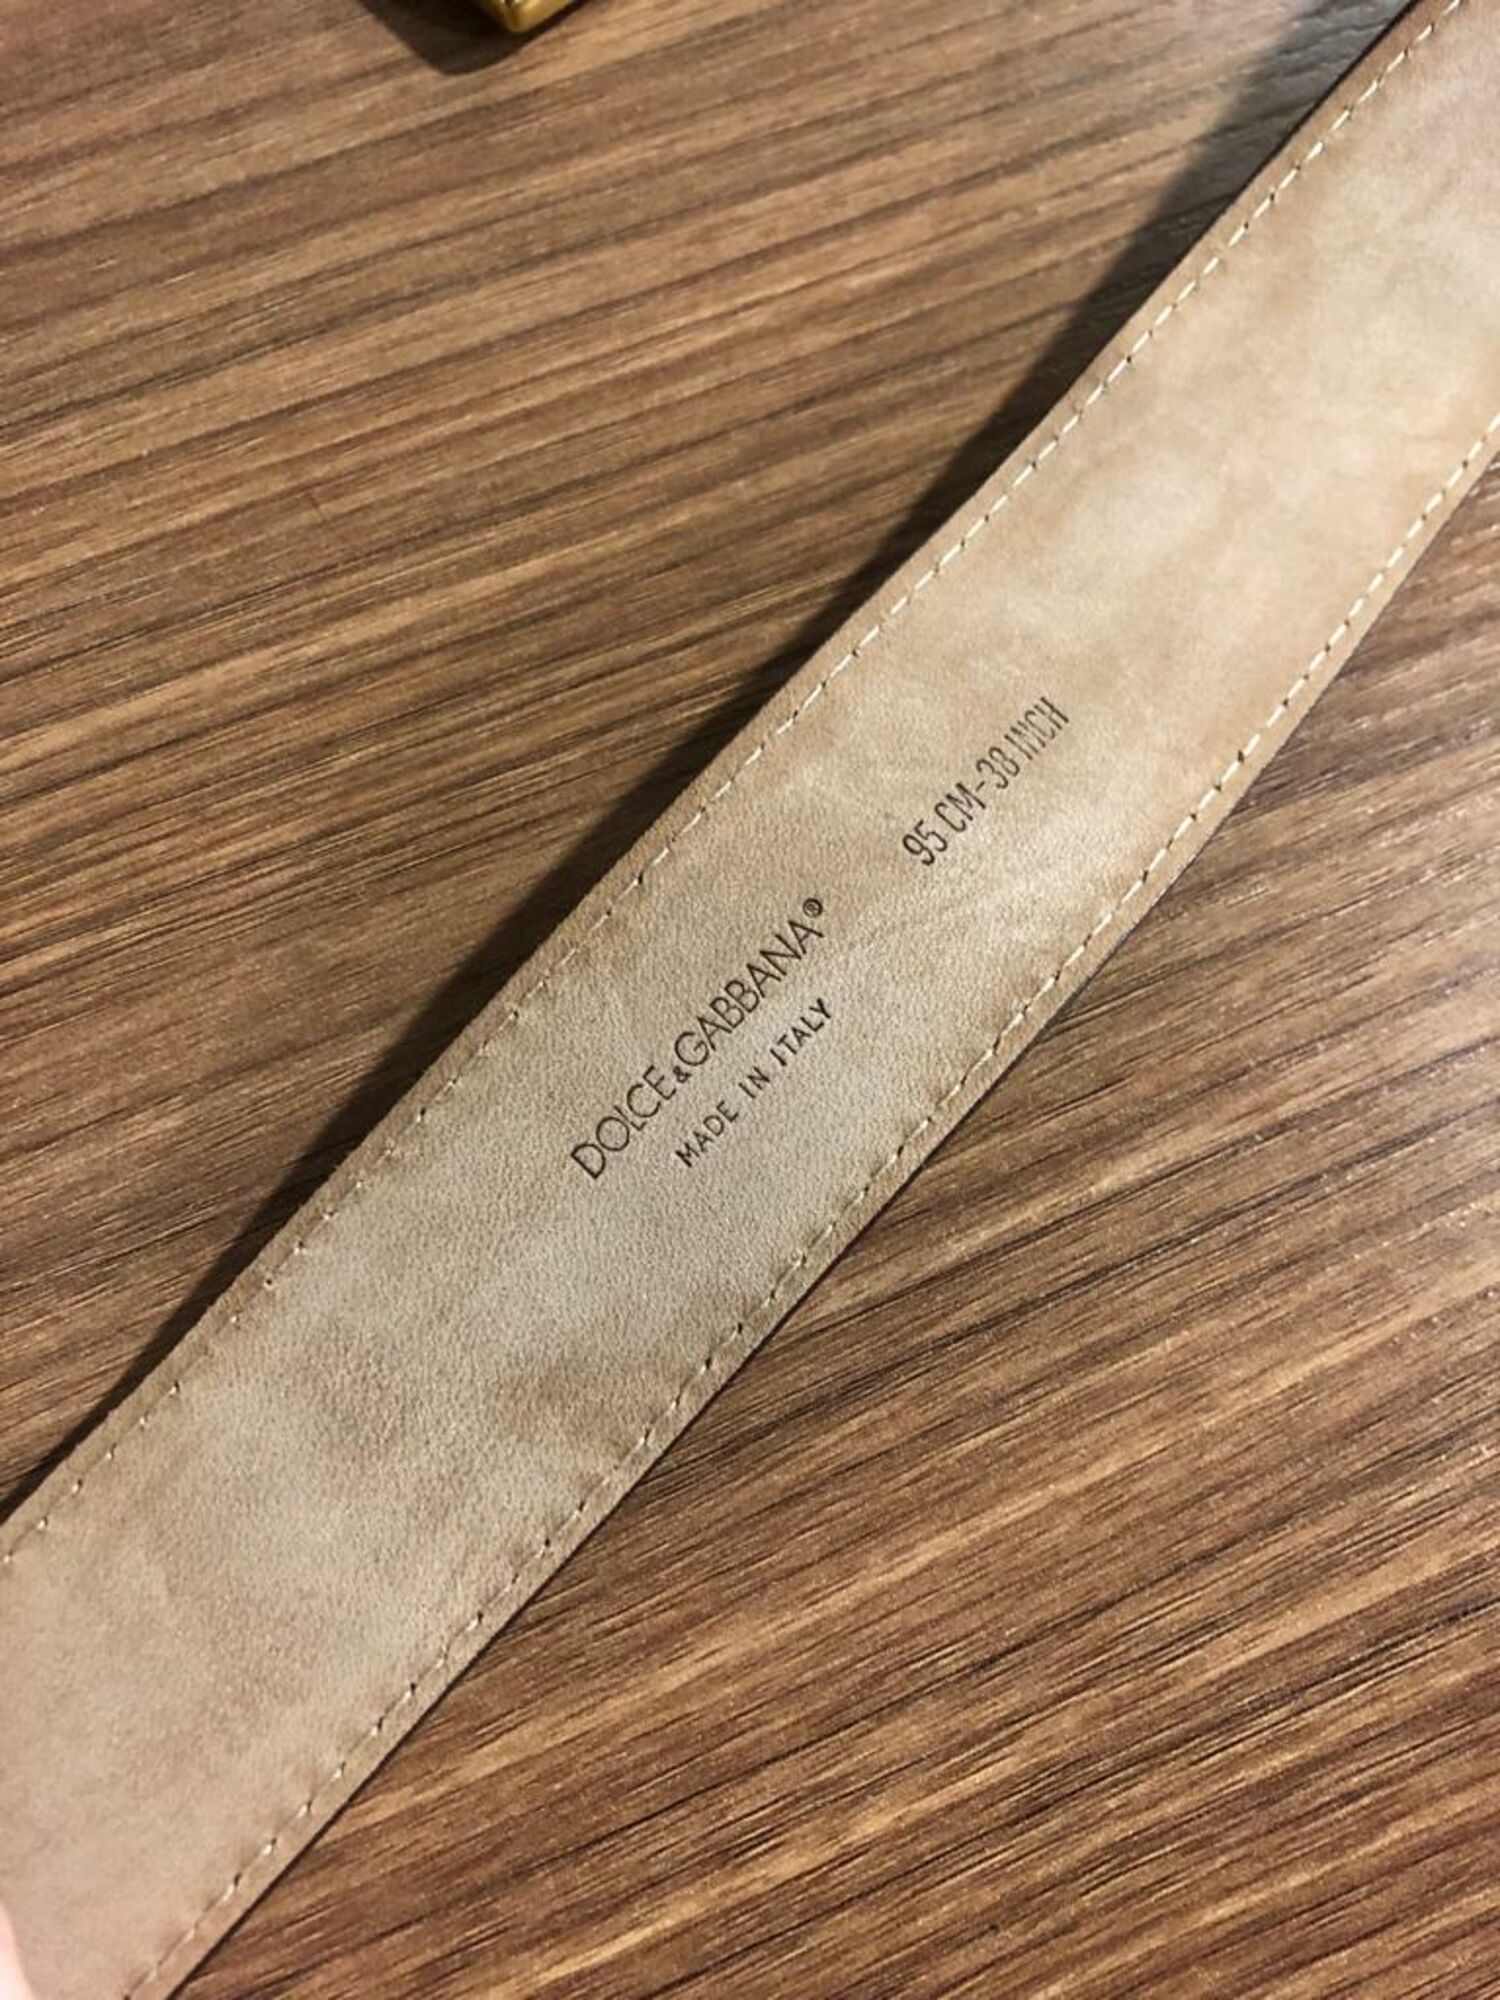 DOLCE&GABBANA®
MADE IN ITALY
95 CM-38 INCH